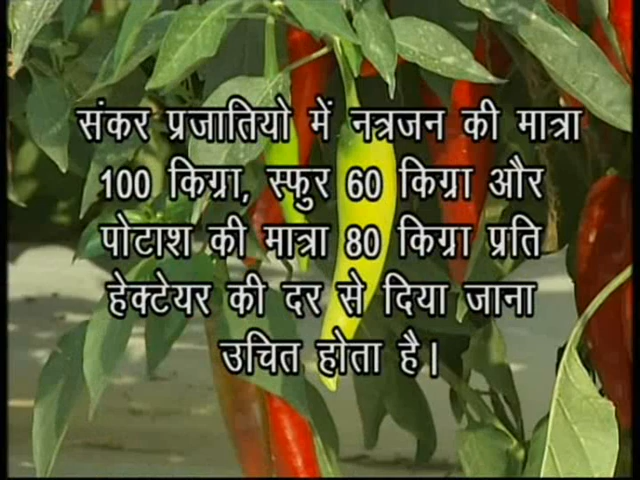 संकर प्रजातियो में नत्रजन की मात्रा
100 किग्रा, स्फुर 60 किग्रा और
पोटाश की मात्रा 80 किग्रा प्रति
हेक्टेयर की दर से दिया जाना
उचित होता है।